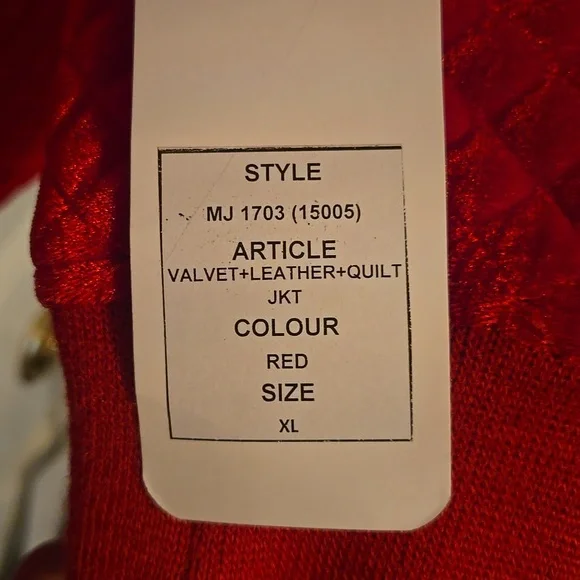 STYLE
MJ 1703 (15005)
ARTICLE
VALVET+LEATHER+QUILT
JKT
COLOUR
RED
SIZE
XL